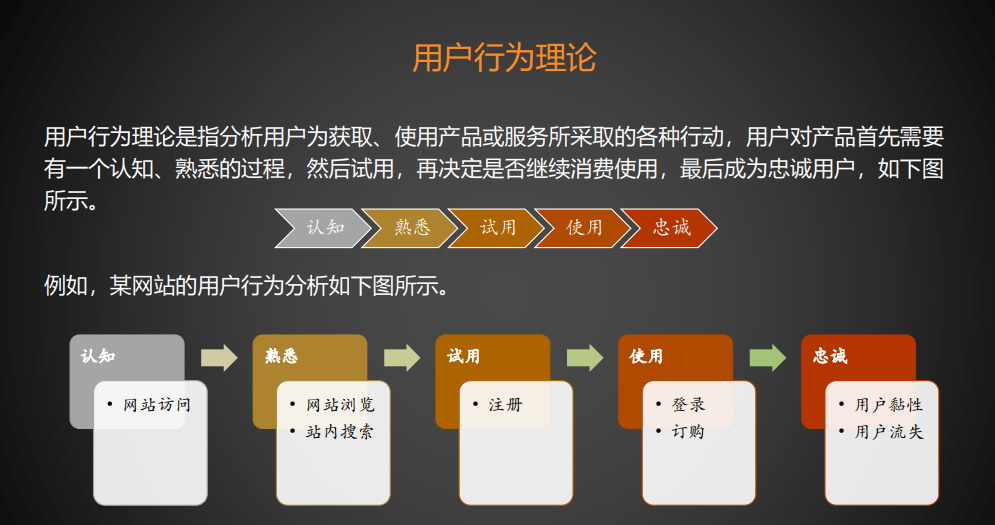 用户行为理论
用户行为理论是指分析用户为获取、使用产品或服务所采取的各种行动，用户对产品首先需要
有一个认知、熟悉的过程，然后试用，再决定是否继续消费使用，最后成为忠诚用户，如下图
所示。
认知 熟悉 试用 使用 忠诚
例如，某网站的用户行为分析如下图所示。
认知
• 网站访问
熟悉
• 网站浏览
• 站内搜索
试用
• 注册
使用
• 登录
• 订购
忠诚
• 用户黏性
• 用户流失